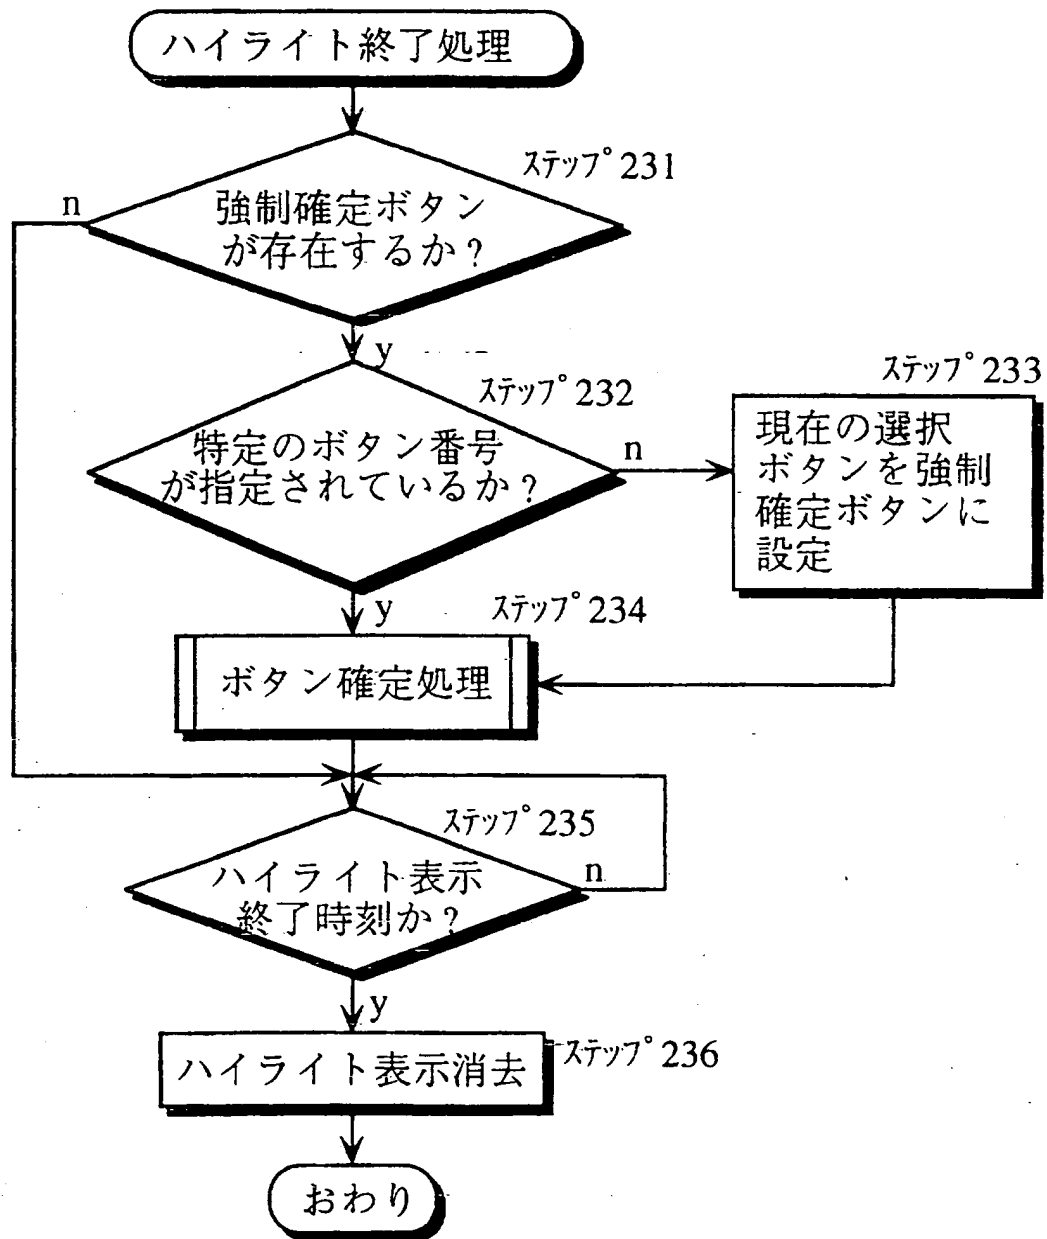 ハイライト終了処理
ステップ231
n
強制確定ボタン
が存在するか?
y
ステップ232
特定のボタン番号
が指定されているか?
n
ステップ233
現在の選択
ボタンを強制
確定ボタンに
設定
y
ステップ234
ボタン確定処理
ステップ235
ハイライト表示
終了時刻か?
n
y
ハイライト表示消去
ステップ236
おわり